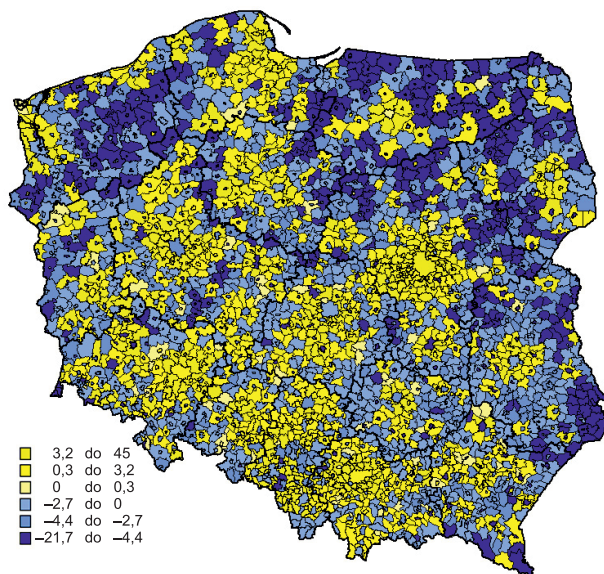 3,2 do 45
0,3 do 3,2
0 do 0,3
–2,7 do 0
–4,4 do –2,7
–21,7 do –4,4